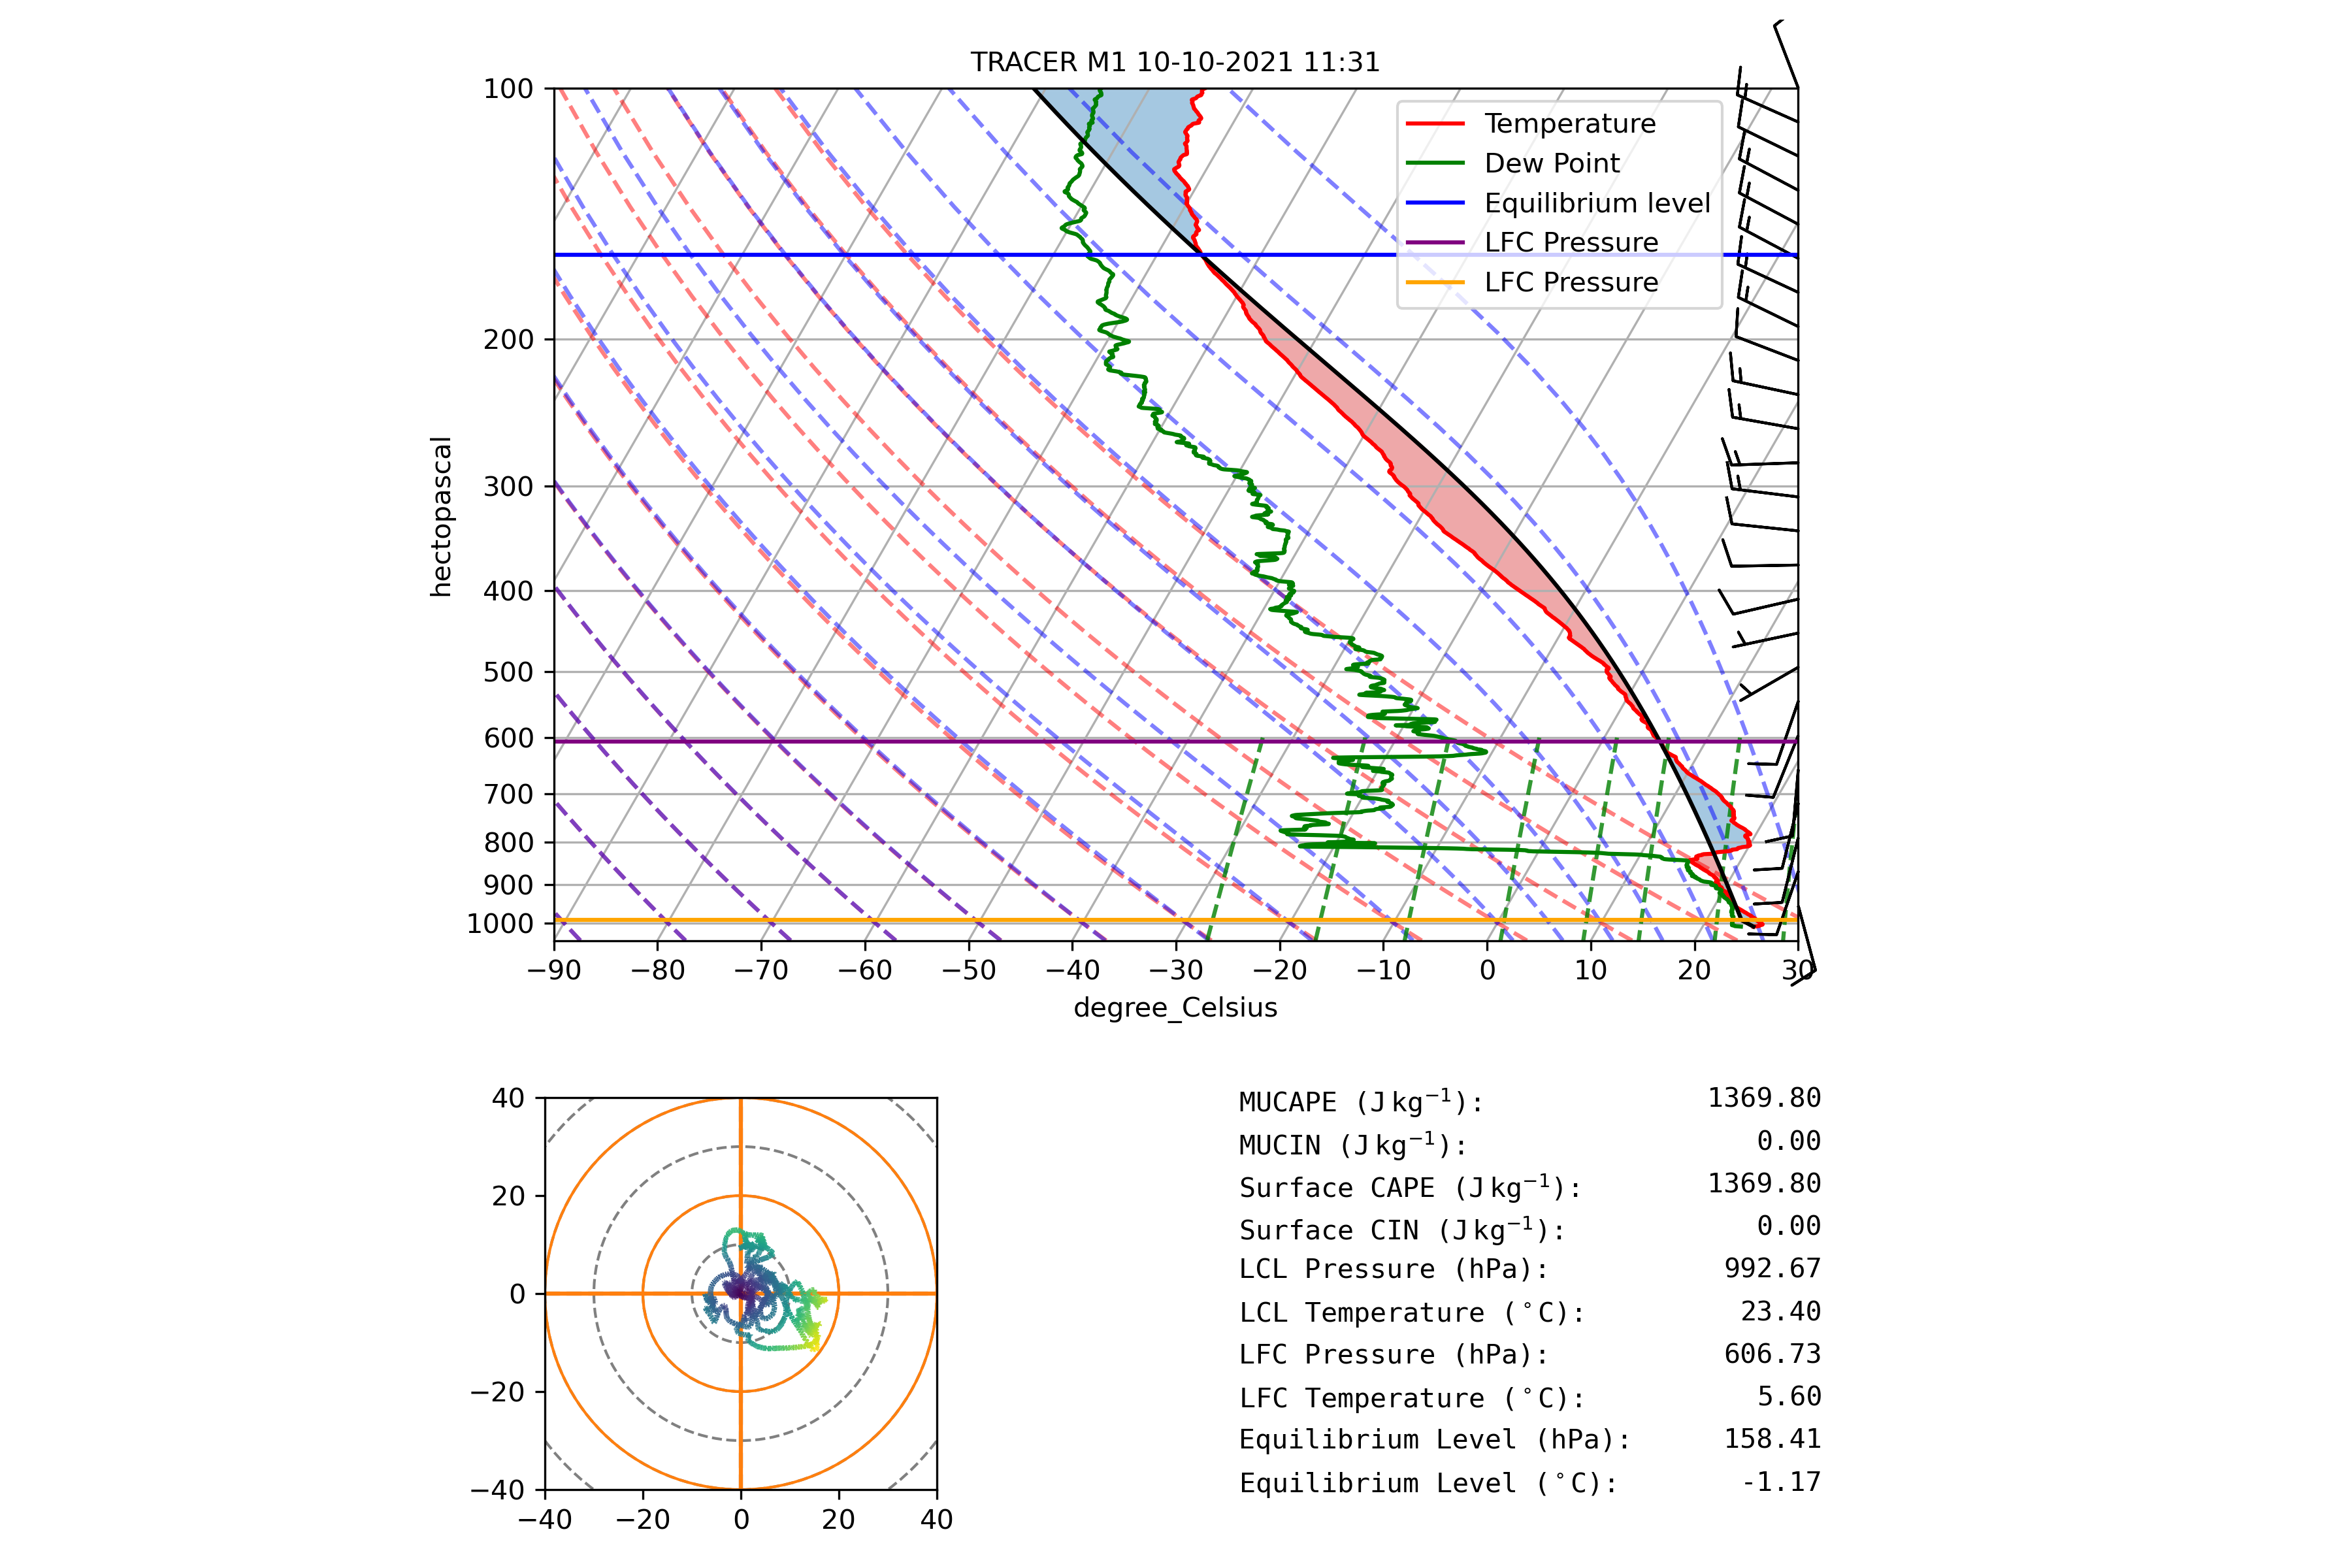 TRACER M1 10-10-2021 11:31
100
200
300
400
500
600
700
800
900
1000
hectopascal
Temperature
Dew Point
Equilibrium level
LFC Pressure
LFC Pressure
−90 −80 −70 −60 −50 −40 −30 −20 −10 0 10 20 30
degree_Celsius
40
20
0
−20
−40
−40 −20 0 20 40
MUCAPE (J kg⁻¹): 1369.80
MUCIN (J kg⁻¹): 0.00
Surface CAPE (J kg⁻¹): 1369.80
Surface CIN (J kg⁻¹): 0.00
LCL Pressure (hPa): 992.67
LCL Temperature (°C): 23.40
LFC Pressure (hPa): 606.73
LFC Temperature (°C): 5.60
Equilibrium Level (hPa): 158.41
Equilibrium Level (°C): -1.17